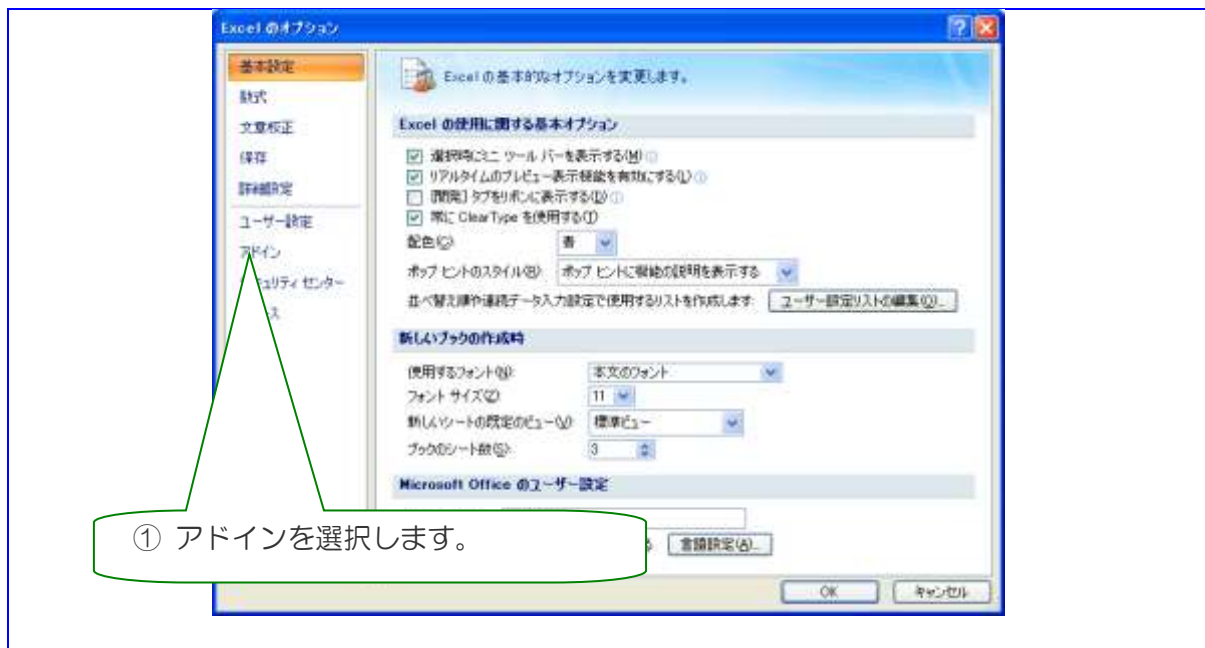 Excel のオプション
基本設定
数式
文章校正
保存
詳細設定
ユーザー設定
アドイン
キュリティ センター
ス
Excel の基本的なオプションを変更します。
Excel の使用に関する基本オプション
選択時にミニ ツール バーを表示する(M)
リアルタイムのプレビュー表示機能を有効にする(L)
[開発] タブをリボンに表示する(D)
常に ClearType を使用する(T)
配色(C): 青
ポップ ヒントのスタイル(R): ポップ ヒントに機能の説明を表示する
並べ替え順や連続データ入力設定で使用するリストを作成します: ユーザー設定リストの編集(O)...
新しいブックの作成時
使用するフォント(N): 本文のフォント
フォント サイズ(Z): 11
新しいシートの既定のビュー(V): 標準ビュー
ブックのシート数(S): 3
Microsoft Office のユーザー設定
言語設定(A)...
① アドインを選択します。
OK キャンセル